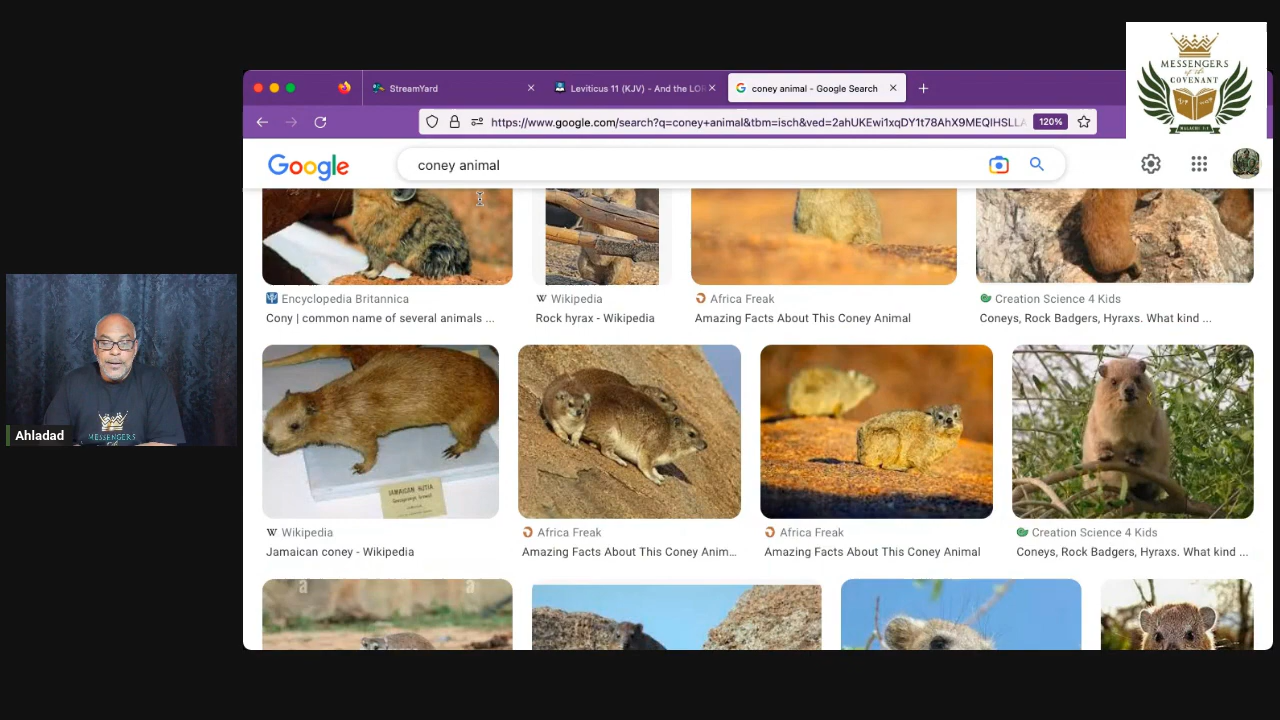 MESSENGERS
of the
COVENANT
StreamYard
Leviticus 11 (KJV) - And the LOR
coney animal - Google Search
https://www.google.com/search?q=coney+animal&tbm=isch&ved=2ahUKEwi1xqDY1t78AhX9MEQIHSLLA
120%
Google
coney animal
Encyclopedia Britannica
Cony | common name of several animals ...
W Wikipedia
Rock hyrax - Wikipedia
Africa Freak
Amazing Facts About This Coney Animal
Creation Science 4 Kids
Coneys, Rock Badgers, Hyraxs. What kind ...
JAMAICAN HUTIA
W Wikipedia
Jamaican coney - Wikipedia
Africa Freak
Amazing Facts About This Coney Anim...
Africa Freak
Amazing Facts About This Coney Animal
Creation Science 4 Kids
Coneys, Rock Badgers, Hyraxs. What kind ...
a a
Ahladad
MESSENGERS